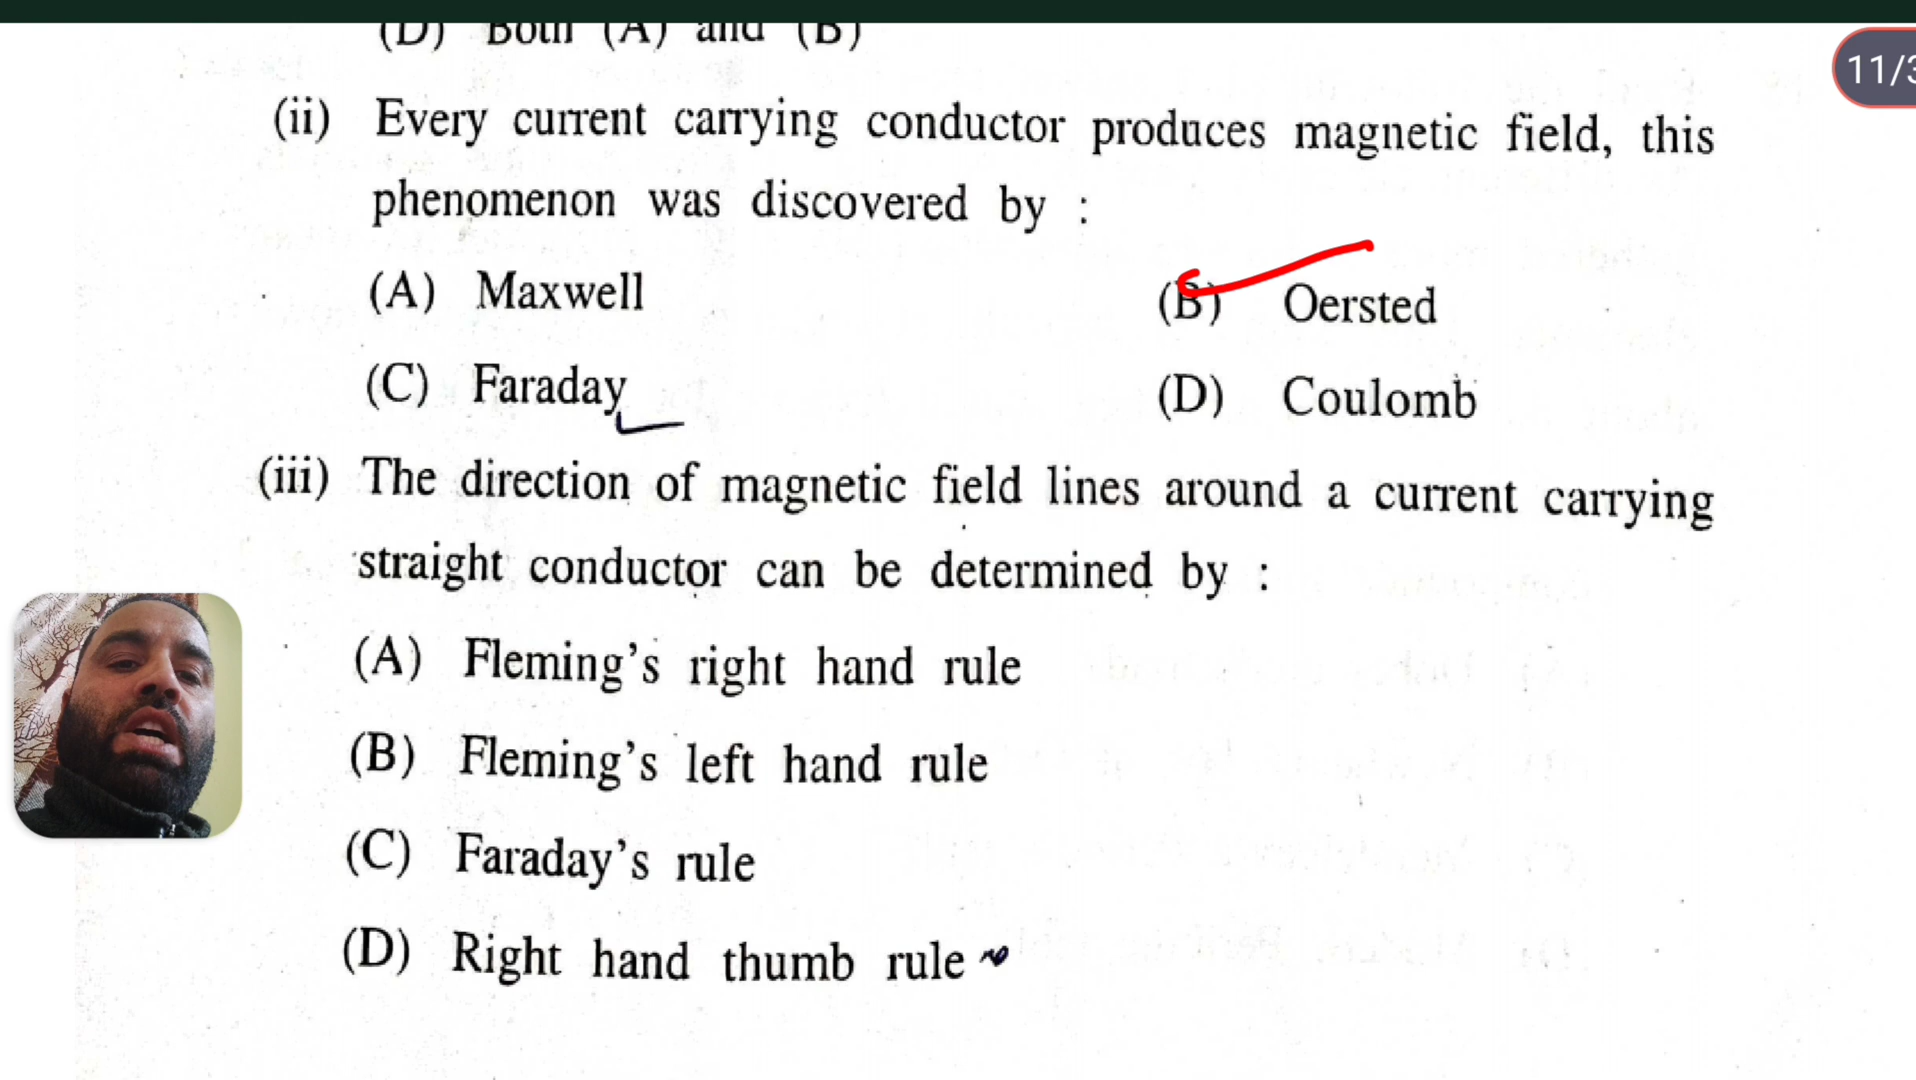 (D) Both (A) and (B)
11/3
(ii) Every current carrying conductor produces magnetic field, this
phenomenon was discovered by :
(A) Maxwell (B) Oersted
(C) Faraday (D) Coulomb
(iii) The direction of magnetic field lines around a current carrying
straight conductor can be determined by :
(A) Fleming's right hand rule
(B) Fleming's left hand rule
(C) Faraday's rule
(D) Right hand thumb rule